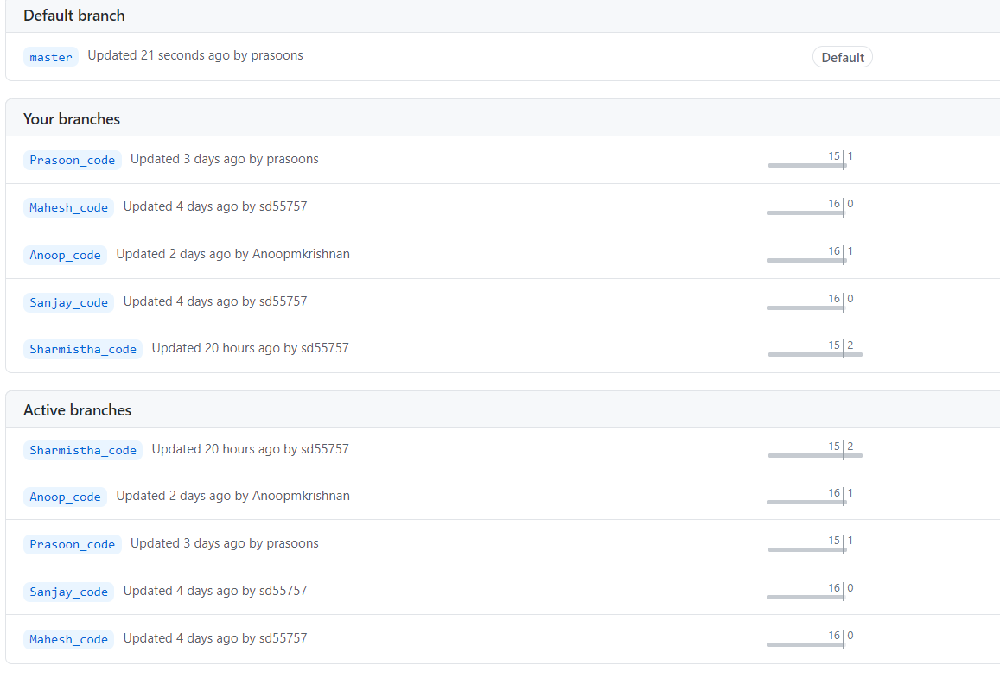 Default branch
master Updated 21 seconds ago by prasoons Default
Your branches
Prasoon_code Updated 3 days ago by prasoons 15 1
Mahesh_code Updated 4 days ago by sd55757 16 0
Anoop_code Updated 2 days ago by Anoopmkrishnan 16 1
Sanjay_code Updated 4 days ago by sd55757 16 0
Sharmistha_code Updated 20 hours ago by sd55757 15 2
Active branches
Sharmistha_code Updated 20 hours ago by sd55757 15 2
Anoop_code Updated 2 days ago by Anoopmkrishnan 16 1
Prasoon_code Updated 3 days ago by prasoons 15 1
Sanjay_code Updated 4 days ago by sd55757 16 0
Mahesh_code Updated 4 days ago by sd55757 16 0